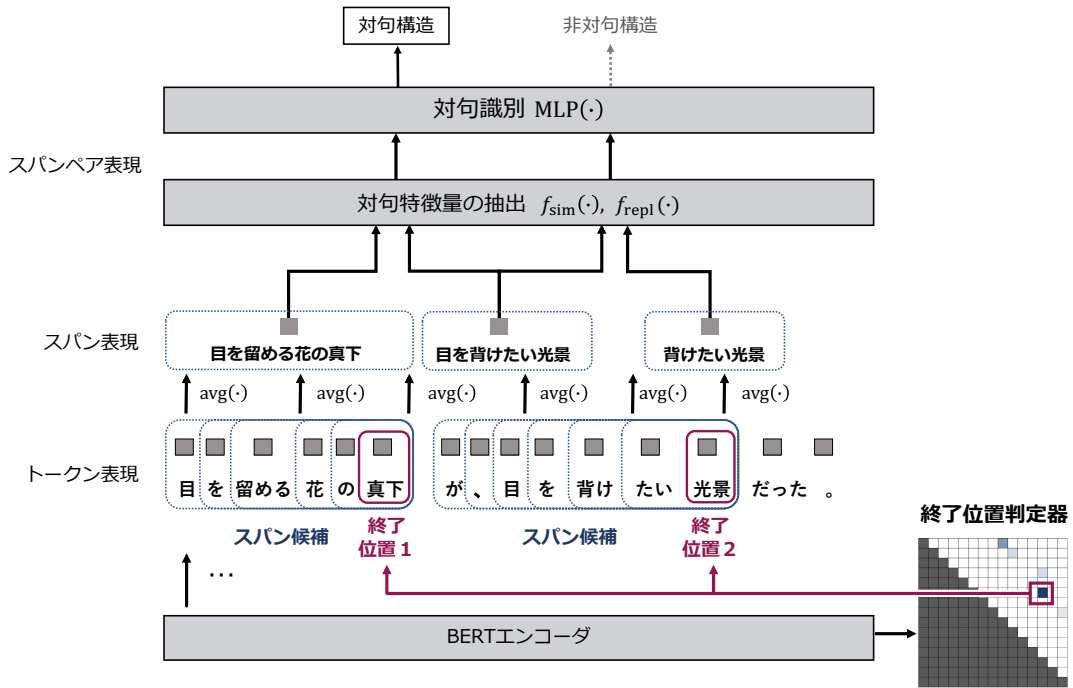 対句構造
非対句構造
対句識別 MLP(·)
スパンペア表現
対句特徴量の抽出 f_sim(·), f_repl(·)
スパン表現
目を留める花の真下
目を背けたい光景
背けたい光景
avg(·) avg(·) avg(·) avg(·) avg(·)
トークン表現
目 を 留める 花 の 真下 が 、 目 を 背け たい 光景 だった 。
スパン候補
終了
位置１
スパン候補
終了
位置２
終了位置判定器
…
BERTエンコーダ